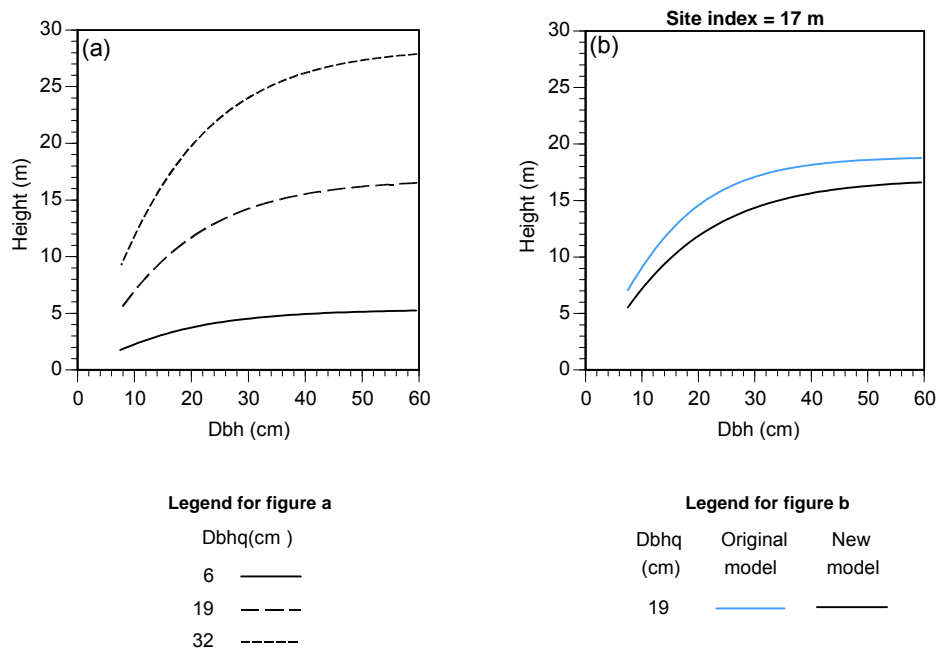 (a)
30
25
20
15
10
5
0
Height (m)
0 10 20 30 40 50 60
Dbh (cm)
Site index = 17 m
(b)
30
25
20
15
10
5
0
Height (m)
0 10 20 30 40 50 60
Dbh (cm)
Legend for figure a
Dbhq(cm )
6
19
32
Legend for figure b
Dbhq Original New
(cm) model model
19